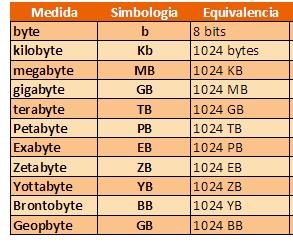 Medida Simbologia Equivalencia
byte b 8 bits
kilobyte Kb 1024 bytes
megabyte MB 1024 KB
gigabyte GB 1024 MB
terabyte TB 1024 GB
Petabyte PB 1024 TB
Exabyte EB 1024 PB
Zetabyte ZB 1024 EB
Yottabyte YB 1024 ZB
Brontobyte BB 1024 YB
Geopbyte GB 1024 BB